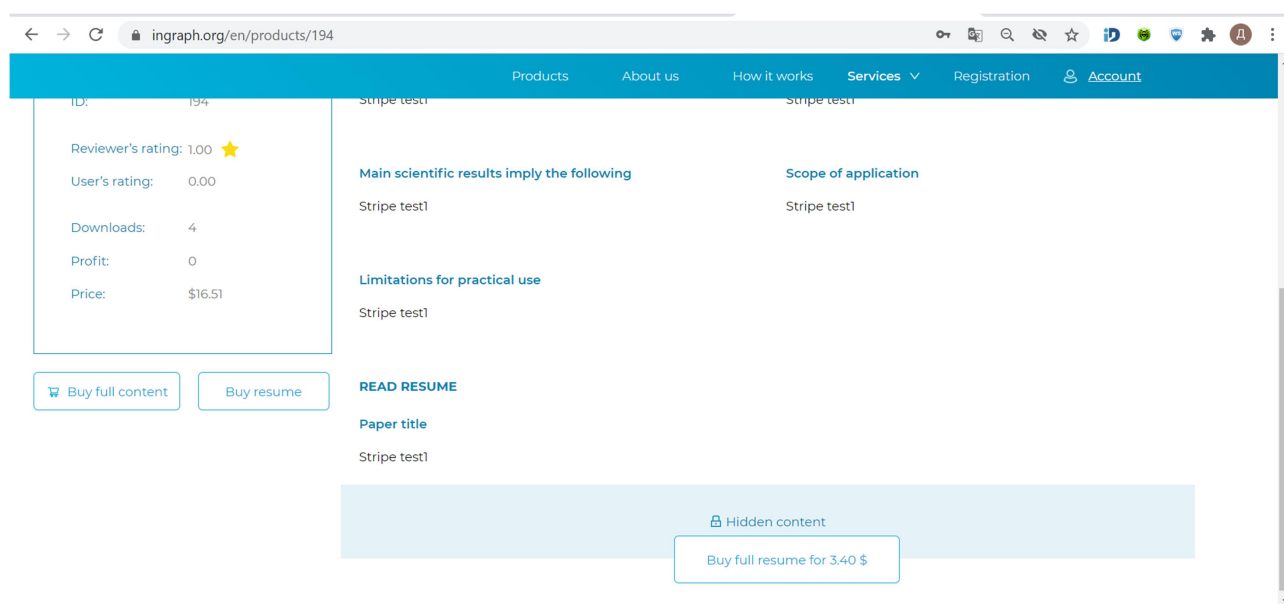 ingraph.org/en/products/194
Products About us How it works Services Registration Account
ID: 194
Reviewer's rating: 1.00
User's rating: 0.00
Downloads: 4
Profit: 0
Price: $16.51
Buy full content Buy resume
Stripe test1 Stripe test1
Main scientific results imply the following Scope of application
Stripe test1 Stripe test1
Limitations for practical use
Stripe test1
READ RESUME
Paper title
Stripe test1
Hidden content
Buy full resume for 3.40 $